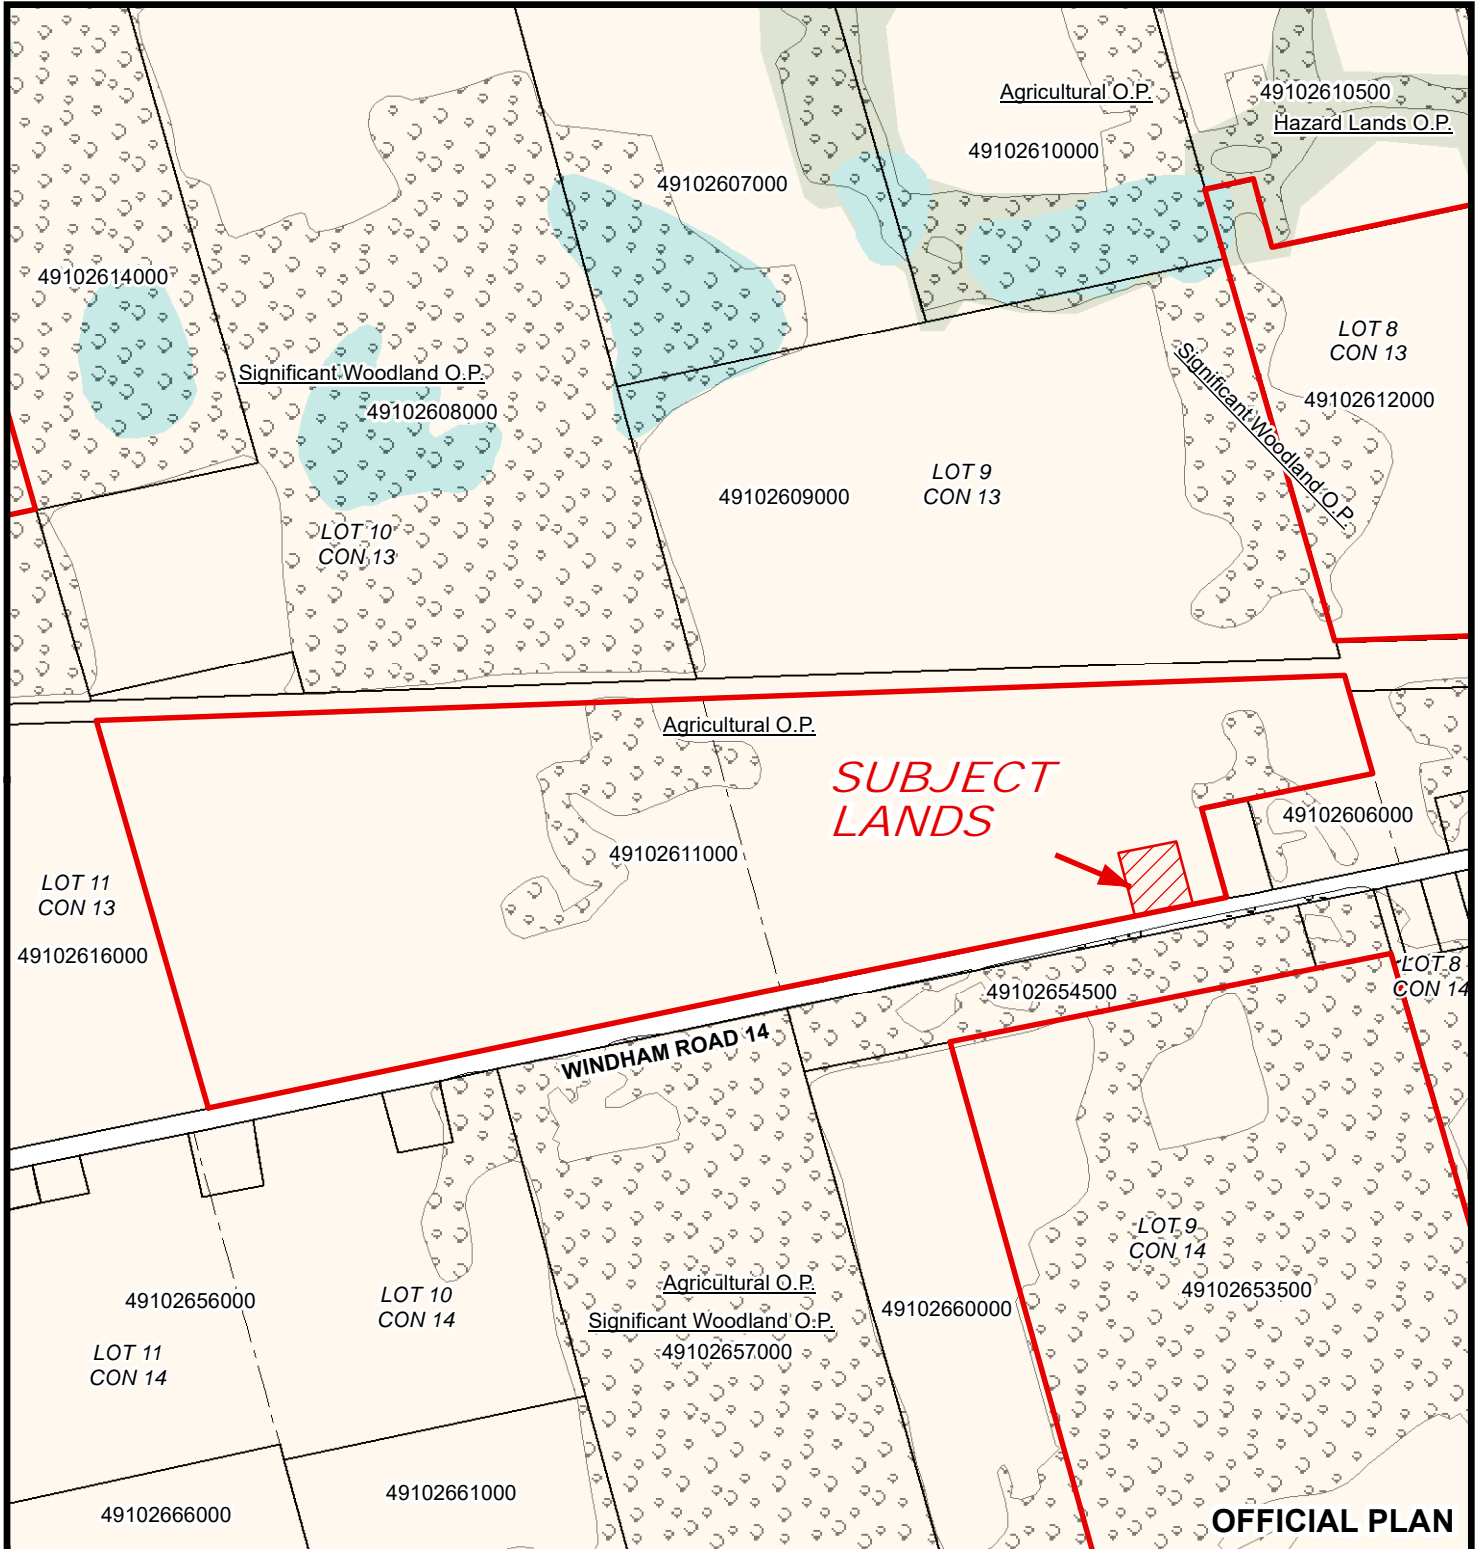 Agricultural O.P.
49102610500
Hazard Lands O.P.
49102610000
49102607000
49102614000
LOT 8
CON 13
Significant Woodland O.P.
49102608000
49102612000
Significant Woodland O.P.
LOT 9
CON 13
49102609000
LOT 10
CON 13
Agricultural O.P.
SUBJECT
LANDS
49102606000
49102611000
LOT 11
CON 13
49102616000
LOT 8
CON 14
49102654500
WINDHAM ROAD 14
LOT 9
CON 14
49102653500
Agricultural O.P.
Significant Woodland O.P.
49102657000
49102660000
49102656000
LOT 10
CON 14
LOT 11
CON 14
49102661000
49102666000
OFFICIAL PLAN